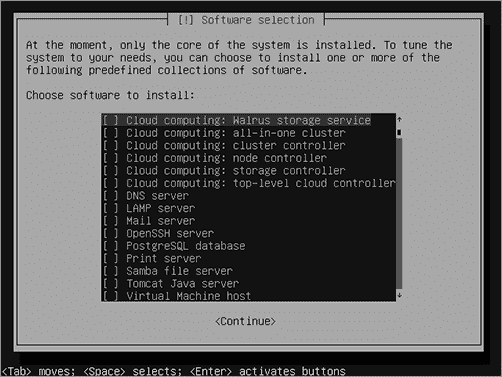 [!] Software selection
At the moment, only the core of the system is installed. To tune the
system to your needs, you can choose to install one or more of the
following predefined collections of software.
Choose software to install:
[ ] Cloud computing: Walrus storage service
[ ] Cloud computing: all-in-one cluster
[ ] Cloud computing: cluster controller
[ ] Cloud computing: node controller
[ ] Cloud computing: storage controller
[ ] Cloud computing: top-level cloud controller
[ ] DNS server
[ ] LAMP server
[ ] Mail server
[ ] OpenSSH server
[ ] PostgreSQL database
[ ] Print server
[ ] Samba file server
[ ] Tomcat Java server
[ ] Virtual Machine host
<Continue>
<Tab> moves; <Space> selects; <Enter> activates buttons